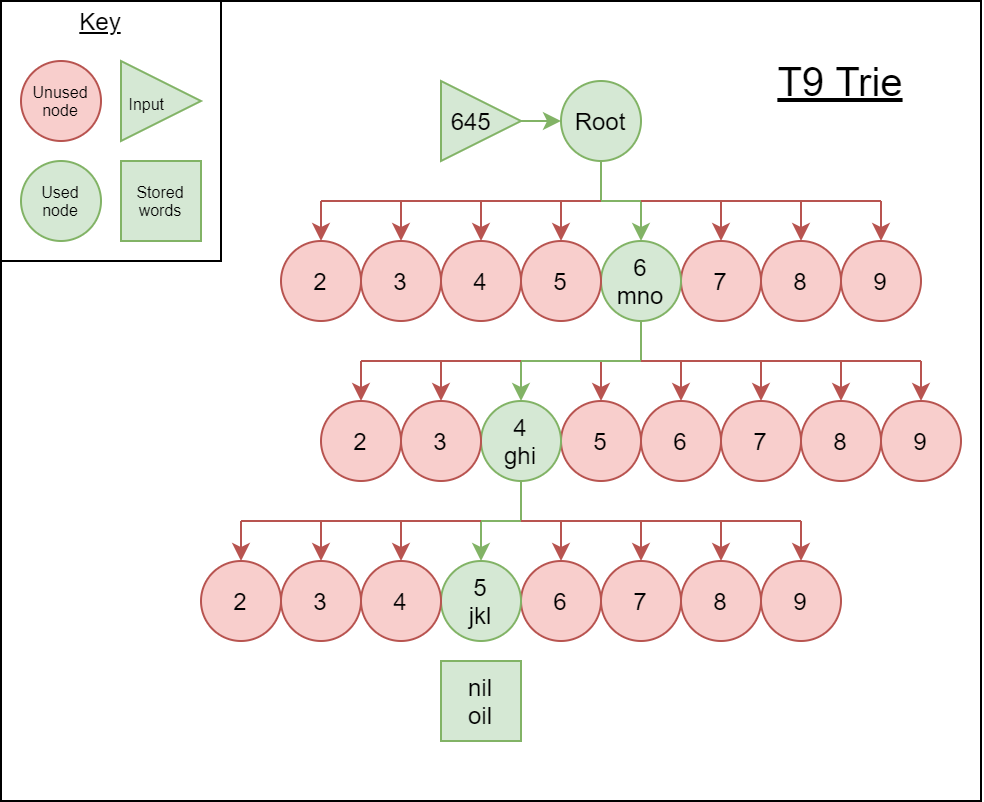 Key
Unused
node
Input
Used
node
Stored
words
T9 Trie
645
Root
2 3 4 5 6 7 8 9
mno
2 3 4 5 6 7 8 9
ghi
2 3 4 5 6 7 8 9
jkl
nil
oil